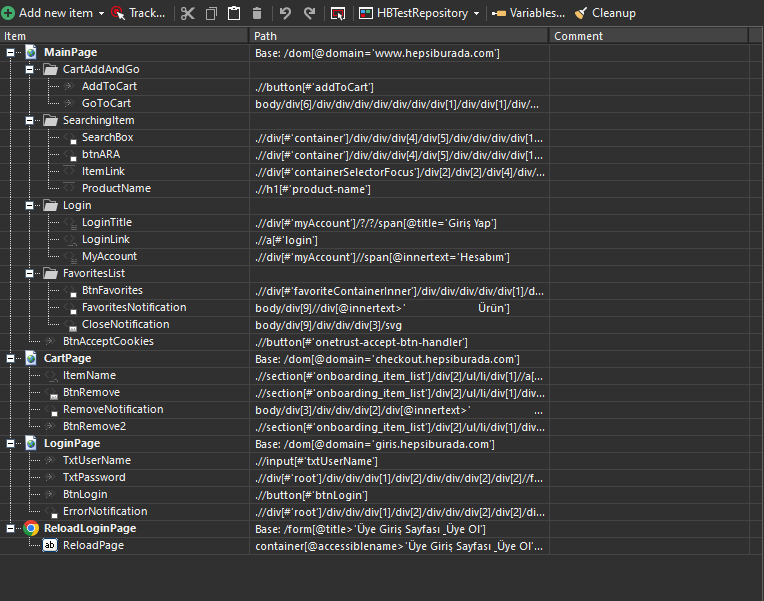 Add new item Track... HBTestRepository Variables... Cleanup
Item Path Comment
MainPage Base: /dom[@domain='www.hepsiburada.com']
CartAddAndGo
AddToCart .//button[#'addToCart']
GoToCart body/div[6]/div/div/div/div/div/div/div[1]/div/div[1]/div/...
SearchingItem
SearchBox .//div[#'container']/div/div/div[4]/div[5]/div/div/div/div[1...
btnARA .//div[#'container']/div/div/div[4]/div[5]/div/div/div/div[1...
ItemLink .//div[#'containerSelectorFocus']/div[2]/div[2]/div[4]/div/...
ProductName .//h1[#'product-name']
Login
LoginTitle .//div[#'myAccount']/?/?/span[@title='Giriş Yap']
LoginLink .//a[#'login']
MyAccount .//div[#'myAccount']//span[@innertext='Hesabım']
FavoritesList
BtnFavorites .//div[#'favoriteContainerInner']/div/div/div/div/div[1]/d...
FavoritesNotification body/div[9]//div[@innertext>' Ürün']
CloseNotification body/div[9]/div/div/div[3]/svg
BtnAcceptCookies .//button[#'onetrust-accept-btn-handler']
CartPage Base: /dom[@domain='checkout.hepsiburada.com']
ItemName .//section[#'onboarding_item_list']/div[2]/ul/li/div[1]//a[...
BtnRemove .//section[#'onboarding_item_list']/div[2]/ul/li/div[1]/div...
RemoveNotification body/div[3]/div/div/div[2]/div[@innertext>' ...
BtnRemove2 .//section[#'onboarding_item_list']/div[2]/ul/li/div[1]/div...
LoginPage Base: /dom[@domain='giris.hepsiburada.com']
TxtUserName .//input[#'txtUserName']
TxtPassword .//div[#'root']/div/div/div[1]/div[2]/div/div/div[2]/div[2]//f...
BtnLogin .//button[#'btnLogin']
ErrorNotification .//div[#'root']/div/div/div[1]/div[2]/div/div/div[2]/div[2]/di...
ReloadLoginPage Base: /form[@title>'Üye Giriş Sayfası _Üye Ol']
ab ReloadPage container[@accessiblename>'Üye Giriş Sayfası _Üye Ol'...